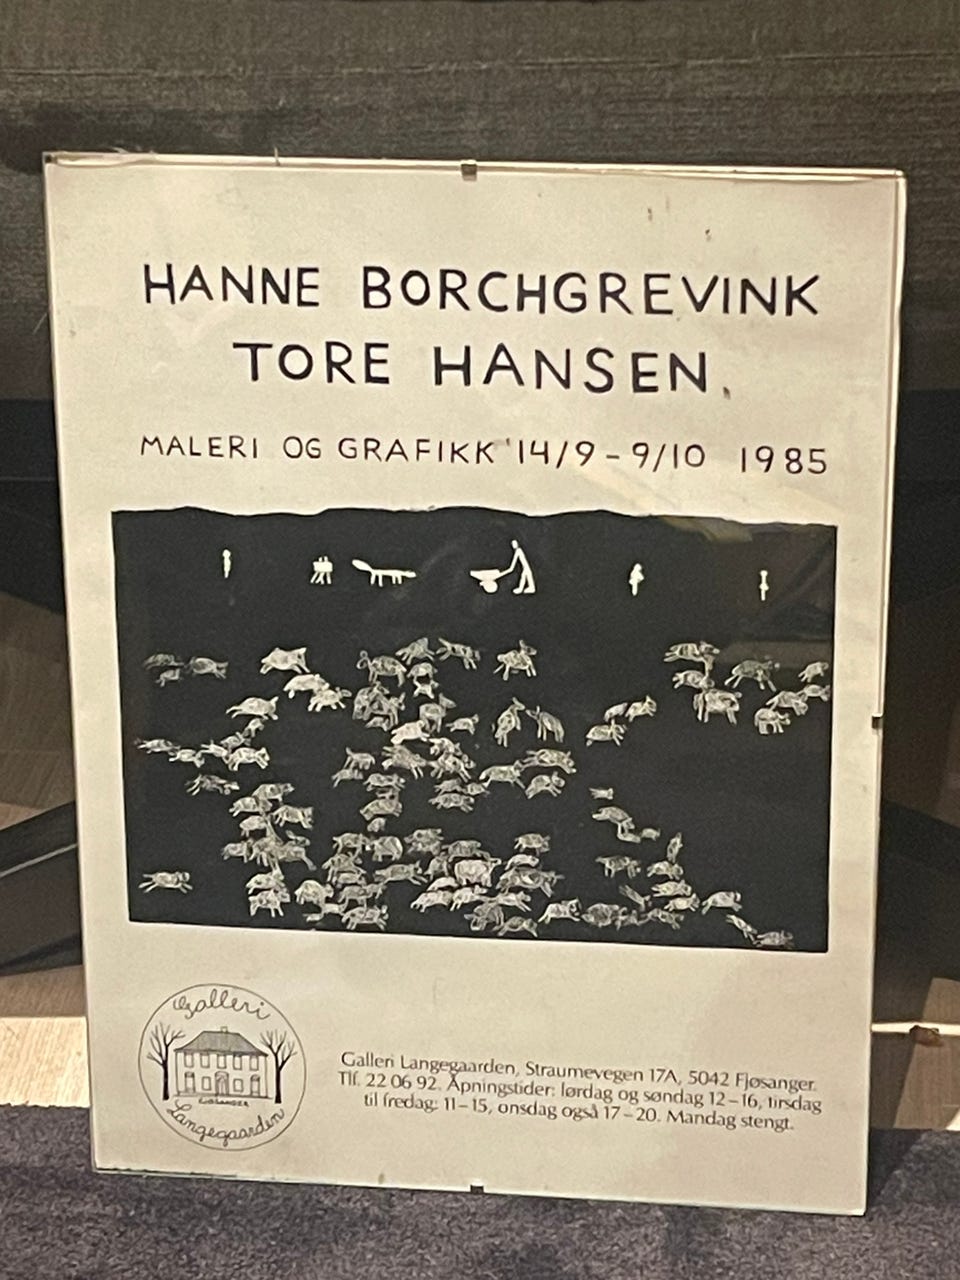 HANNE BORCHGREVINK
TORE HANSEN.
MALERI OG GRAFIKK 14/9 – 9/10 1985
Galleri
FJØSANGER
Langegaarden
Galleri Langegaarden, Straumevegen 17A, 5042 Fjøsanger.
Tlf. 22 06 92. Åpningstider: lørdag og søndag 12–16, tirsdag
til fredag: 11–15, onsdag også 17–20. Mandag stengt.